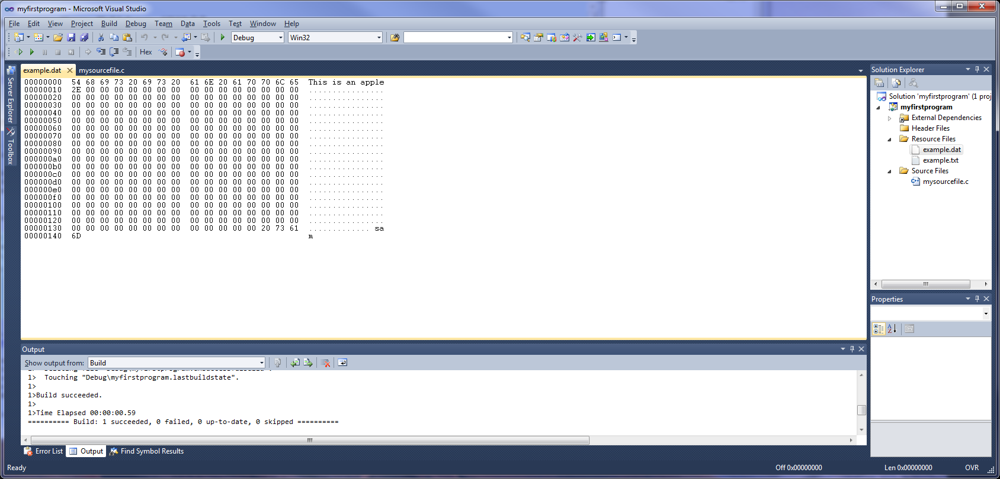 myfirstprogram - Microsoft Visual Studio
File Edit View Project Build Debug Team Data Tools Test Window Help
Debug Win32
Hex
Server Explorer
Toolbox
example.dat mysourcefile.c
00000000 54 68 69 73 20 69 73 20 61 6E 20 61 70 70 6C 65 This is an apple
00000010 2E 00 00 00 00 00 00 00 00 00 00 00 00 00 00 00 ................
00000020 00 00 00 00 00 00 00 00 00 00 00 00 00 00 00 00 ................
00000030 00 00 00 00 00 00 00 00 00 00 00 00 00 00 00 00 ................
00000040 00 00 00 00 00 00 00 00 00 00 00 00 00 00 00 00 ................
00000050 00 00 00 00 00 00 00 00 00 00 00 00 00 00 00 00 ................
00000060 00 00 00 00 00 00 00 00 00 00 00 00 00 00 00 00 ................
00000070 00 00 00 00 00 00 00 00 00 00 00 00 00 00 00 00 ................
00000080 00 00 00 00 00 00 00 00 00 00 00 00 00 00 00 00 ................
00000090 00 00 00 00 00 00 00 00 00 00 00 00 00 00 00 00 ................
000000a0 00 00 00 00 00 00 00 00 00 00 00 00 00 00 00 00 ................
000000b0 00 00 00 00 00 00 00 00 00 00 00 00 00 00 00 00 ................
000000c0 00 00 00 00 00 00 00 00 00 00 00 00 00 00 00 00 ................
000000d0 00 00 00 00 00 00 00 00 00 00 00 00 00 00 00 00 ................
000000e0 00 00 00 00 00 00 00 00 00 00 00 00 00 00 00 00 ................
000000f0 00 00 00 00 00 00 00 00 00 00 00 00 00 00 00 00 ................
00000100 00 00 00 00 00 00 00 00 00 00 00 00 00 00 00 00 ................
00000110 00 00 00 00 00 00 00 00 00 00 00 00 00 00 00 00 ................
00000120 00 00 00 00 00 00 00 00 00 00 00 00 00 00 00 00 ................
00000130 00 00 00 00 00 00 00 00 00 00 00 00 00 20 73 61 ............. sa
00000140 6D m
Solution Explorer
Solution 'myfirstprogram' (1 proj
myfirstprogram
External Dependencies
Header Files
Resource Files
example.dat
example.txt
Source Files
mysourcefile.c
Properties
Output
Show output from: Build
1> Touching "Debug\myfirstprogram.lastbuildstate".
1>
1>Build succeeded.
1>
1>Time Elapsed 00:00:00.59
========== Build: 1 succeeded, 0 failed, 0 up-to-date, 0 skipped ==========
Error List Output Find Symbol Results
Ready Off 0x00000000 Len 0x00000000 OVR